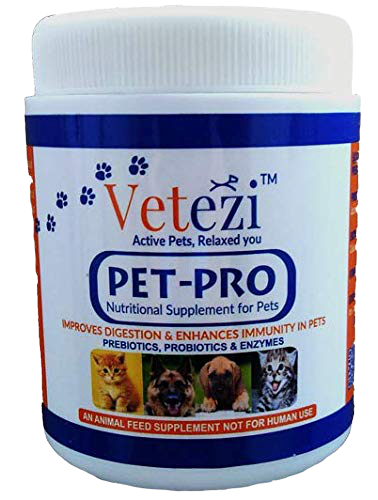 Vetezi™
Active Pets, Relaxed you
PET-PRO
Nutritional Supplement for Pets
IMPROVES DIGESTION & ENHANCES IMMUNITY IN PETS
PREBIOTICS, PROBIOTICS & ENZYMES
AN ANIMAL FEED SUPPLEMENT NOT FOR HUMAN USE